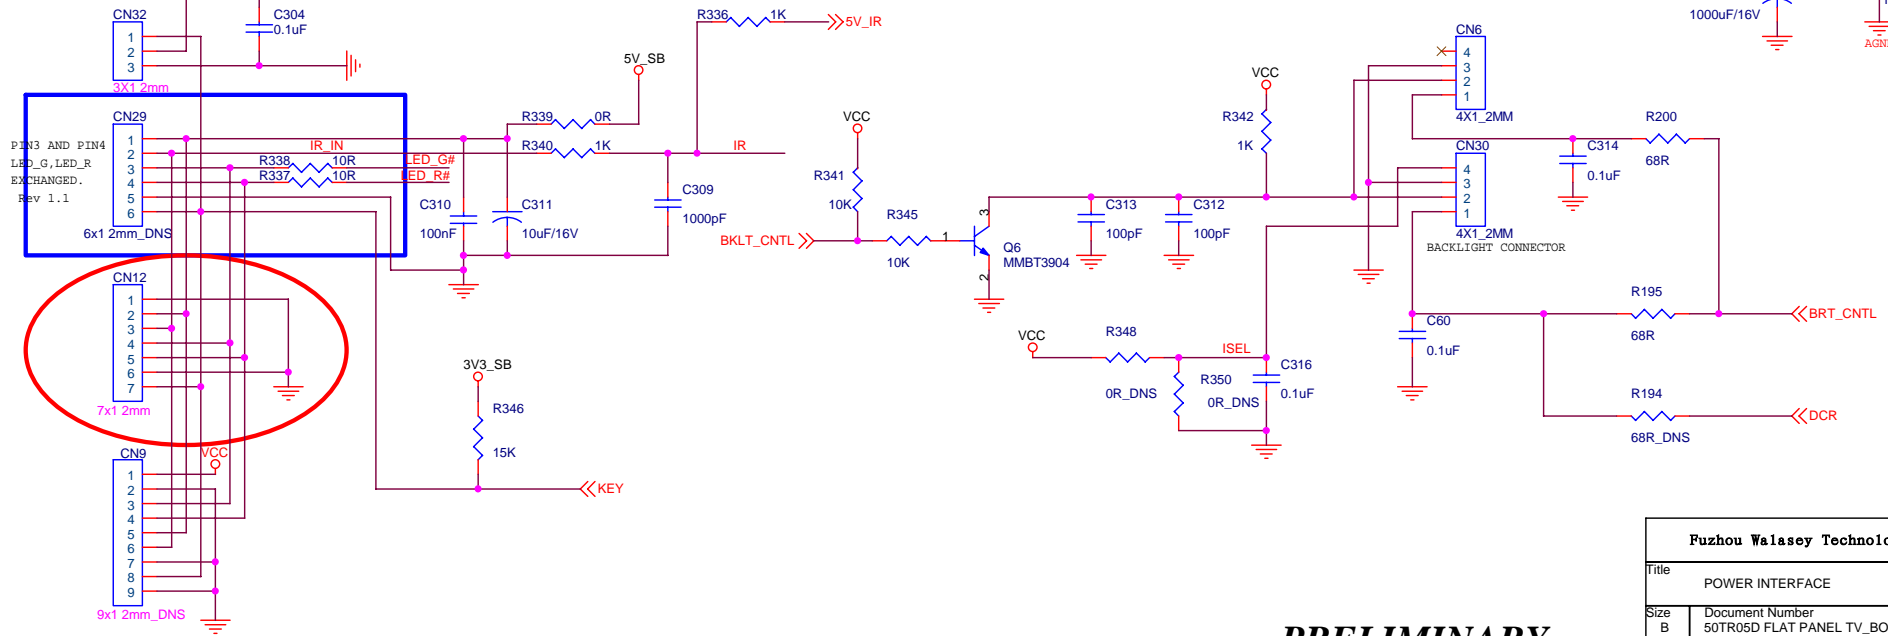 CN32
1
2
3
3X1 2mm
C304
0.1uF
R336
1K
5V_IR
5V_SB
CN29
1
2
3
4
5
6
6x1 2mm_DNS
PIN3 AND PIN4
LED_G,LED_R
EXCHANGED.
Rev 1.1
IR_IN
R338
10R
R337
10R
LED_G#
LED_R#
R339
0R
R340
1K
IR
C310
100nF
C311
10uF/16V
C309
1000pF
CN12
1
2
3
4
5
6
7
7x1 2mm
CN9
VCC
1
2
3
4
5
6
7
8
9
9x1 2mm_DNS
3V3_SB
R346
15K
KEY
VCC
R341
10K
BKLT_CNTL
R345
10K
1
3
2
Q6
MMBT3904
C313
100pF
C312
100pF
VCC
R342
1K
VCC
R348
0R_DNS
ISEL
R350
0R_DNS
C316
0.1uF
1000uF/16V
CN6
4
3
2
1
4X1_2MM
CN30
4
3
2
1
4X1_2MM
BACKLIGHT CONNECTOR
C314
0.1uF
R200
68R
C60
0.1uF
R195
68R
BRT_CNTL
R194
68R_DNS
DCR
PRELIMINARY
Title
POWER INTERFACE
Size
B
Document Number
50TR05D FLAT PANEL
Fuzhou Walasey